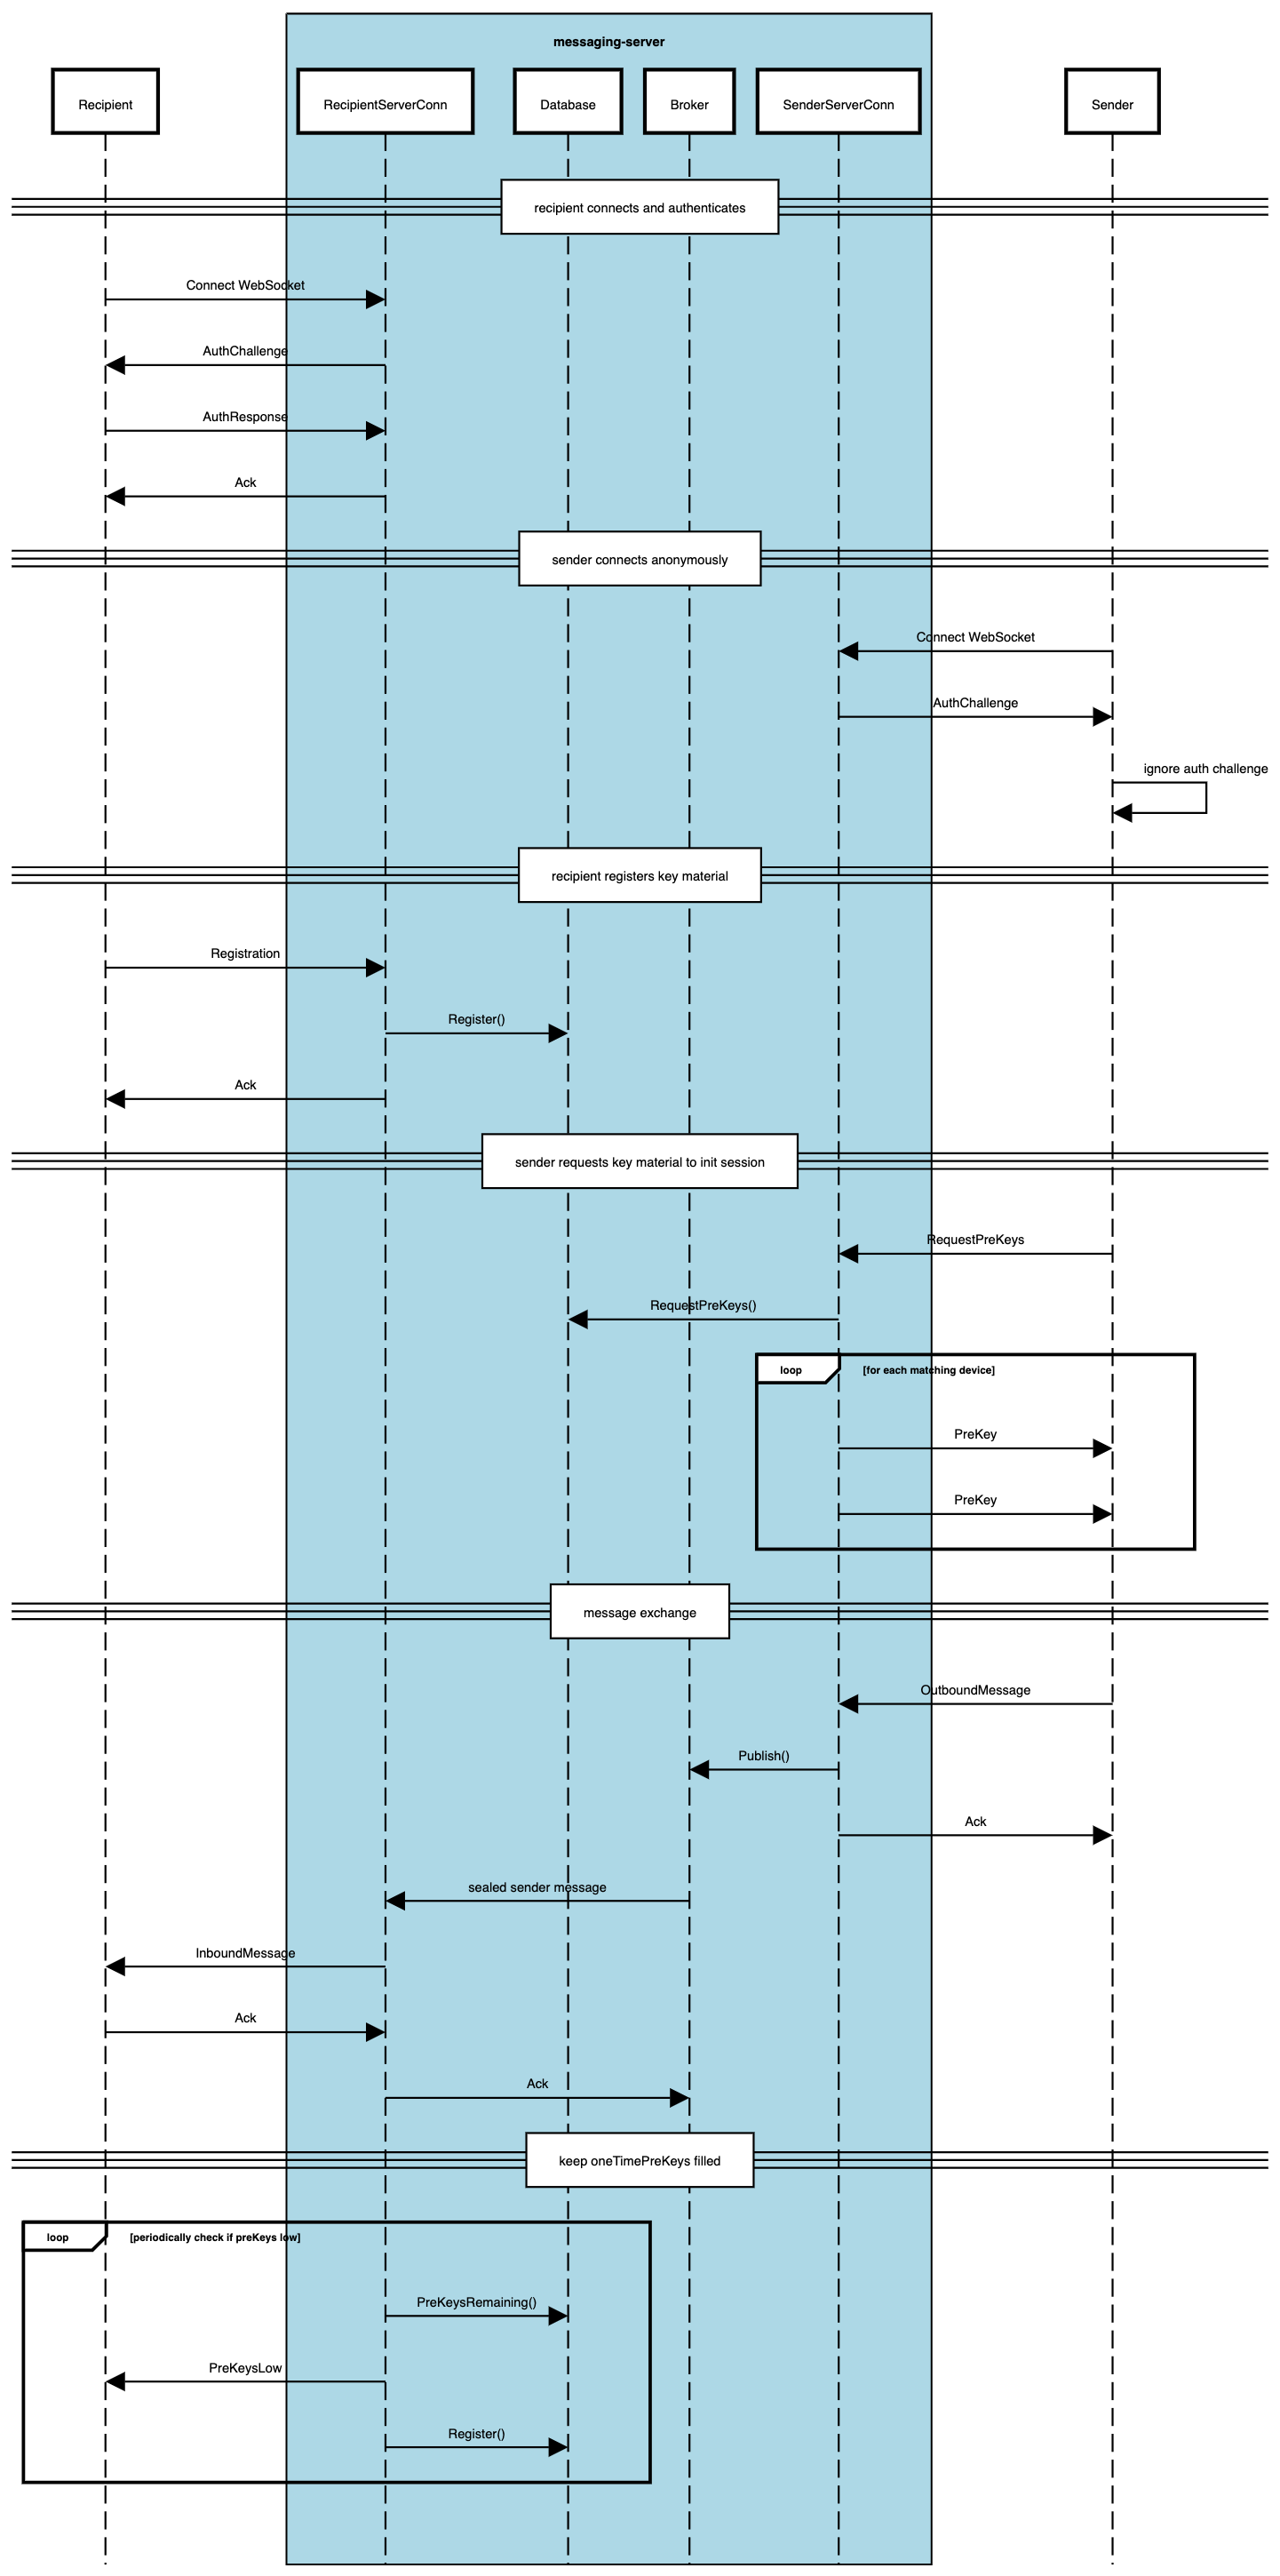 messaging-server
Recipient
RecipientServerConn
Database
Broker
SenderServerConn
Sender
recipient connects and authenticates
Connect WebSocket
AuthChallenge
AuthResponse
Ack
sender connects anonymously
Connect WebSocket
AuthChallenge
ignore auth challenge
recipient registers key material
Registration
Register()
Ack
sender requests key material to init session
RequestPreKeys
RequestPreKeys()
loop
[for each matching device]
PreKey
PreKey
message exchange
OutboundMessage
Publish()
Ack
sealed sender message
InboundMessage
Ack
Ack
keep oneTimePreKeys filled
loop
[periodically check if preKeys low]
PreKeysRemaining()
PreKeysLow
Register()